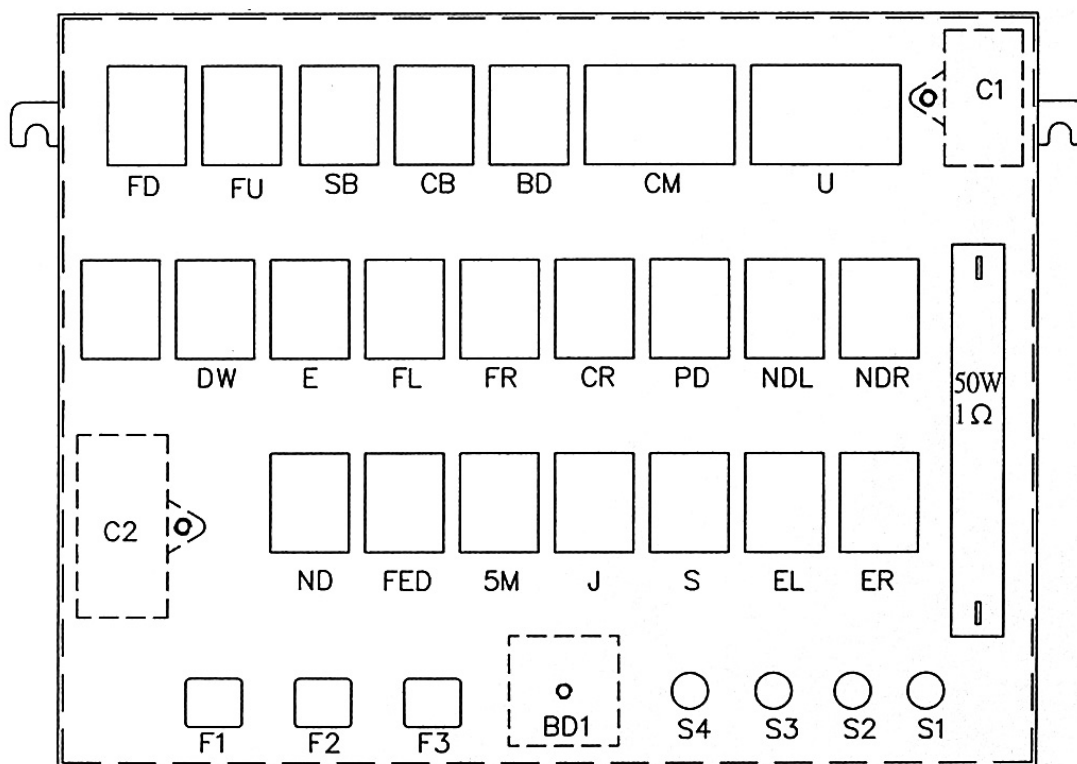 C1
FD FU SB CB BD CM U
DW E FL FR CR PD NDL NDR
50W
1Ω
C2
ND FED 5M J S EL ER
F1 F2 F3 BD1 S4 S3 S2 S1